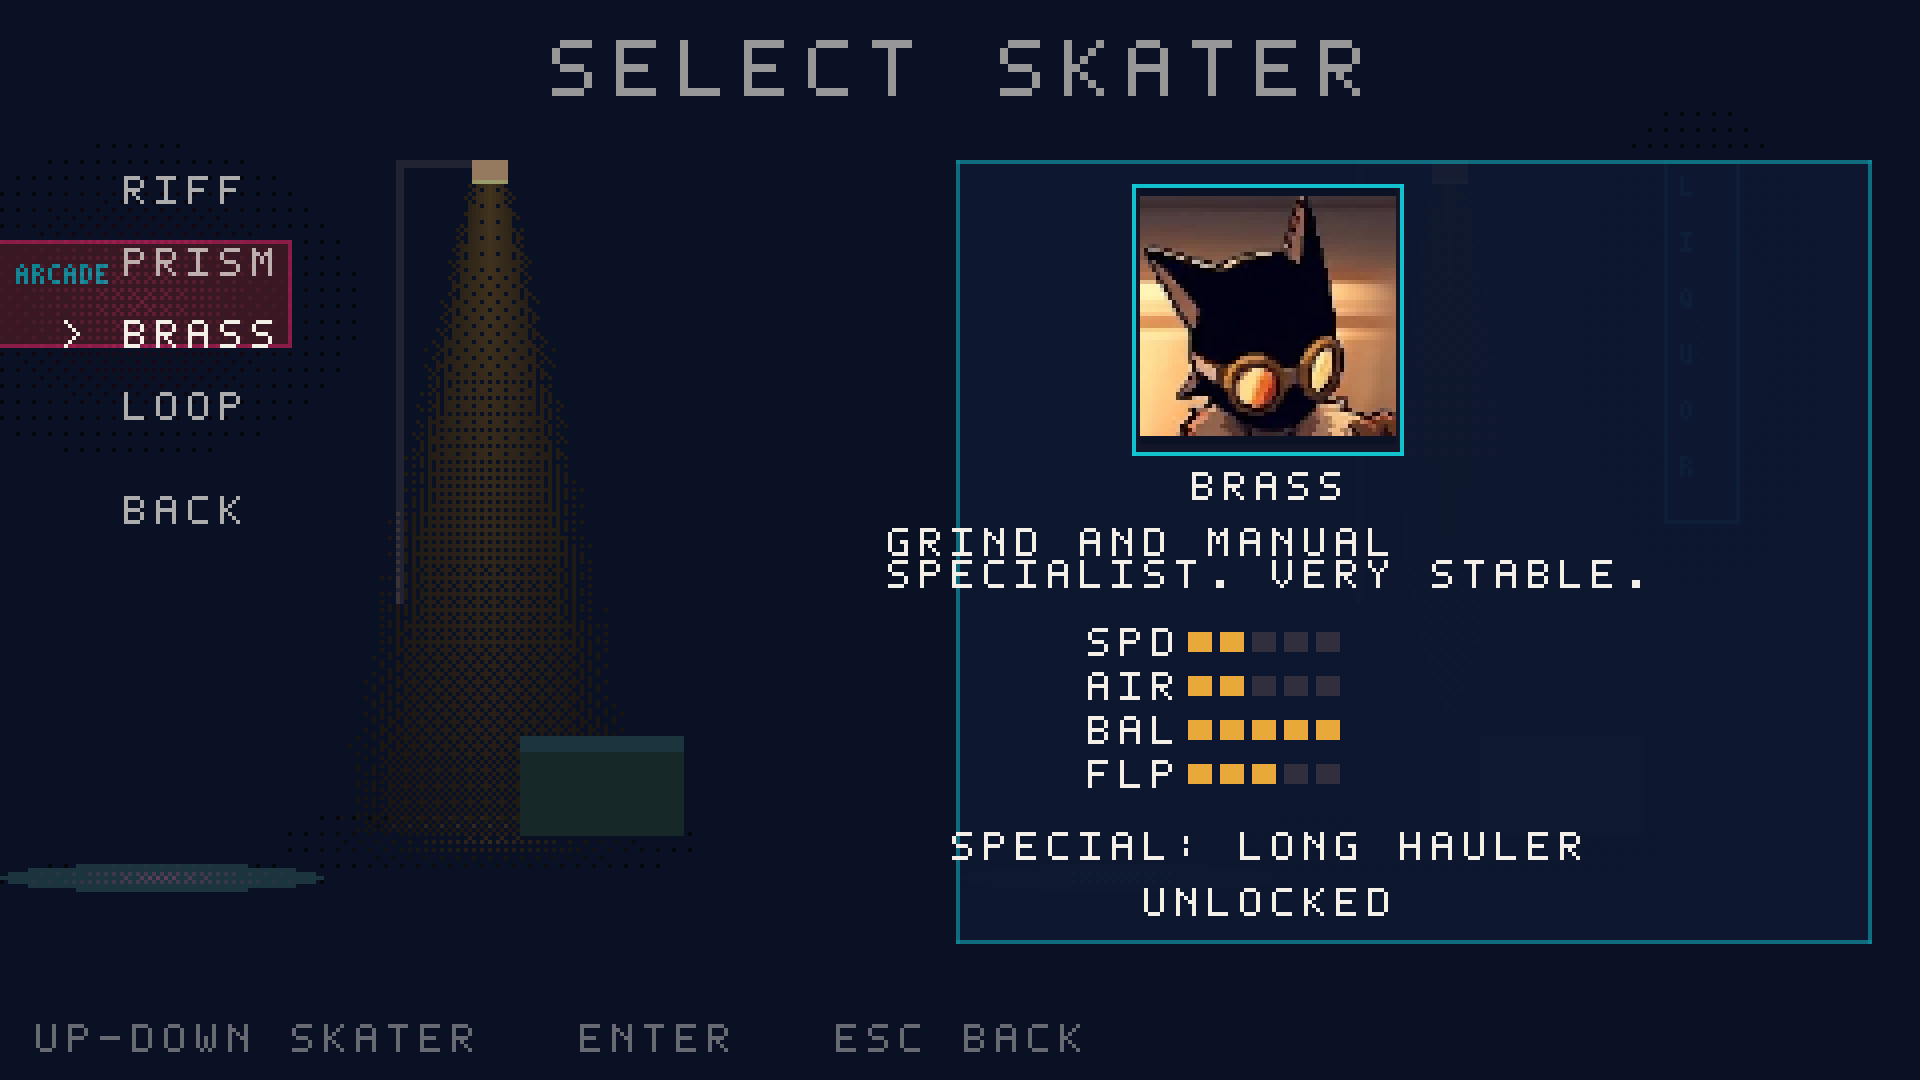 SELECT SKATER
RIFF
ARCADE
PRISM
> BRASS
LOOP
BACK
LIQUOR
BRASS
GRIND AND MANUAL
SPECIALIST. VERY STABLE.
SPD
AIR
BAL
FLP
SPECIAL: LONG HAULER
UNLOCKED
UP-DOWN SKATER ENTER ESC BACK